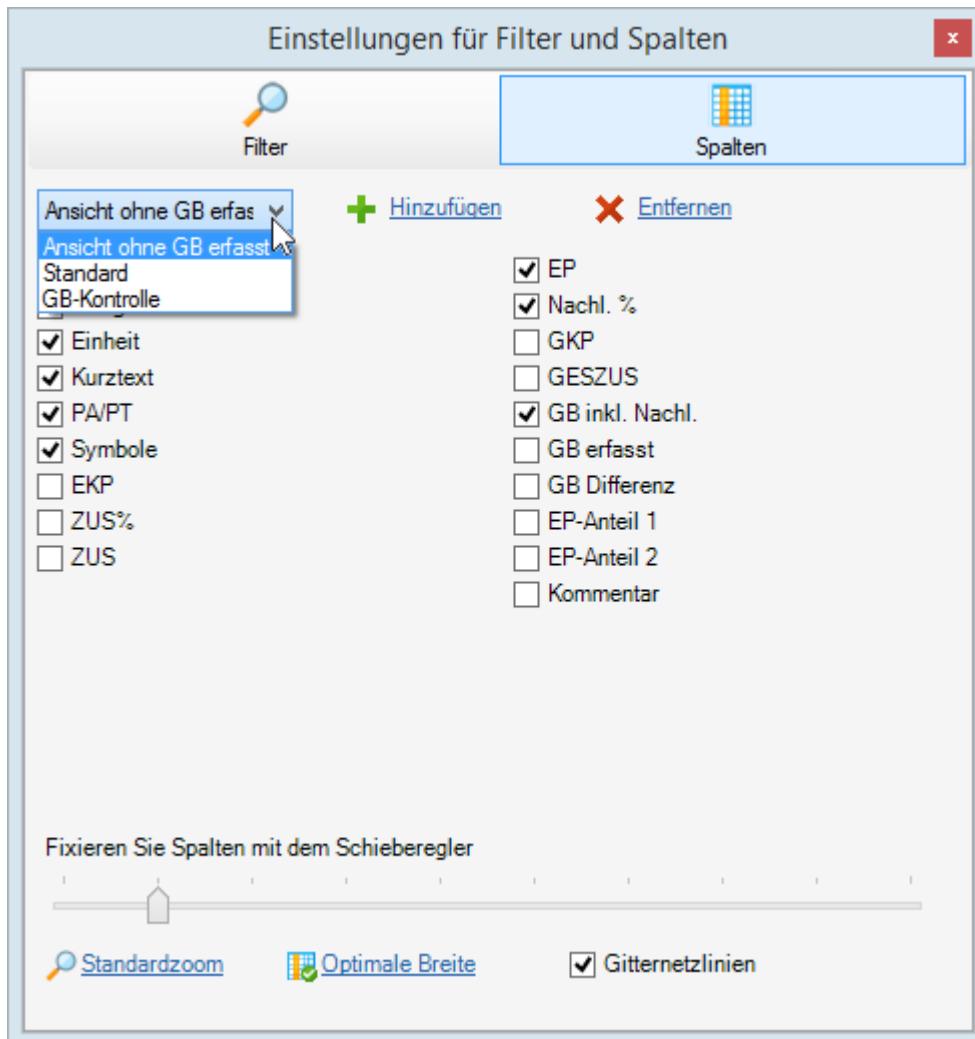 Einstellungen für Filter und Spalten
x
Filter
Spalten
Ansicht ohne GB erfas
Hinzufügen
Entfernen
Ansicht ohne GB erfasst
Standard
GB-Kontrolle
EP
Nachl. %
Einheit
GKP
Kurztext
GESZUS
PA/PT
GB inkl. Nachl.
Symbole
GB erfasst
EKP
GB Differenz
ZUS%
EP-Anteil 1
ZUS
EP-Anteil 2
Kommentar
Fixieren Sie Spalten mit dem Schieberegler
Standardzoom
Optimale Breite
Gitternetzlinien